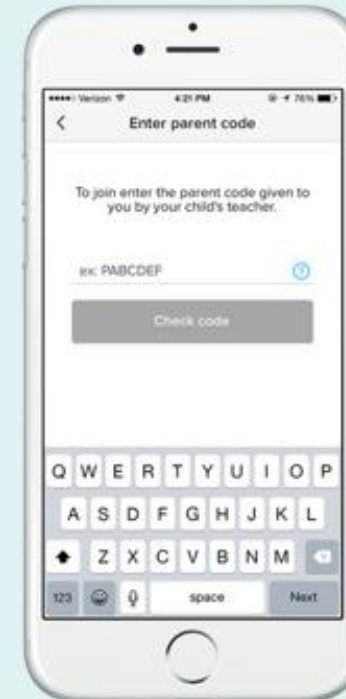 Verizon 4:21 PM 76%
Enter parent code
To join enter the parent code given to
you by your child's teacher.
ex: PABCDEF ?
Check code
Q W E R T Y U I O P
A S D F G H J K L
Z X C V B N M
123 space Next